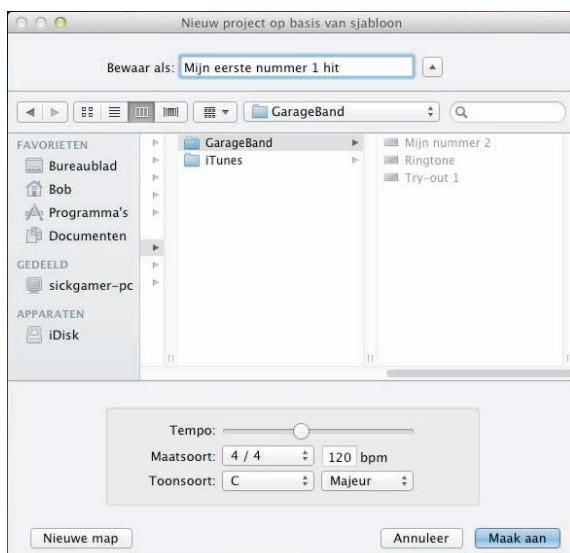 Nieuw project op basis van sjabloon
Bewaar als: Mijn eerste nummer 1 hit
GarageBand
FAVORIETEN
Bureaublad
Bob
Programma's
Documenten
GEDEELD
sickgamer-pc
APPARATEN
iDisk
GarageBand
iTunes
Mijn nummer 2
Ringtone
Try-out 1
Tempo:
Maatsoort: 4 / 4 120 bpm
Toonsoort: C Majeur
Nieuwe map Annuleer Maak aan